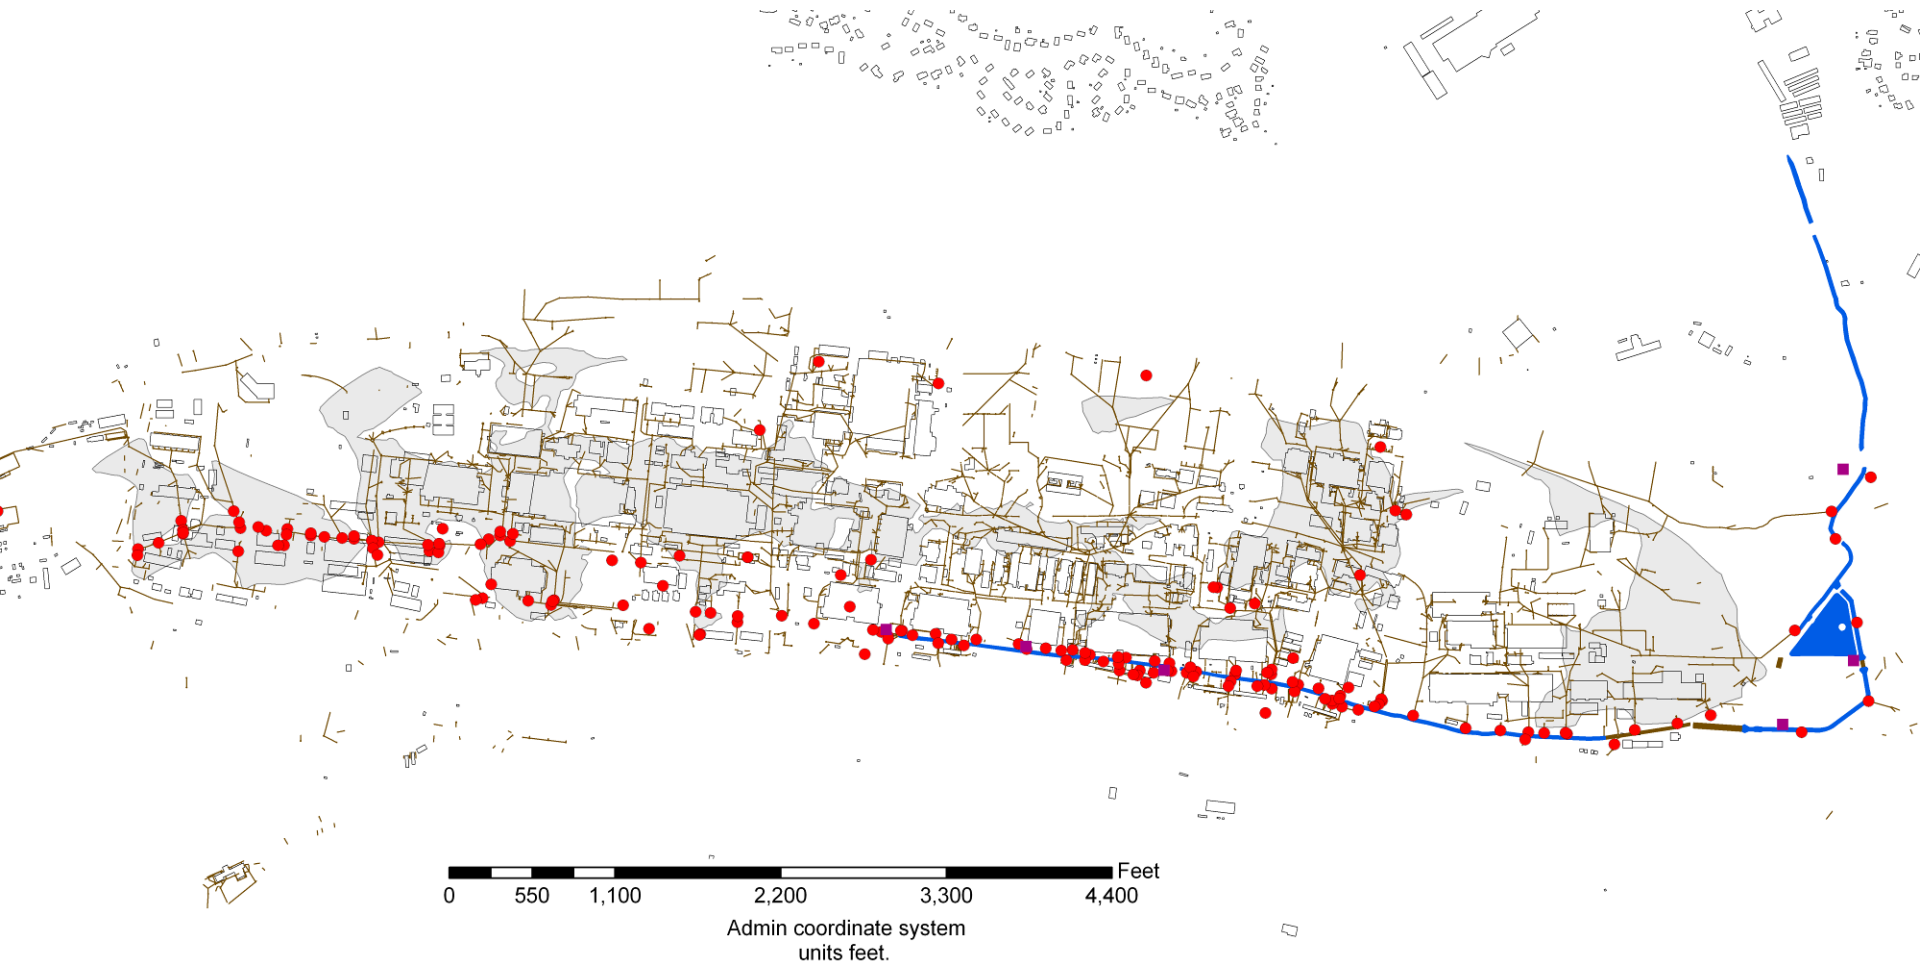 Feet
0 550 1,100 2,200 3,300 4,400
Admin coordinate system
units feet.